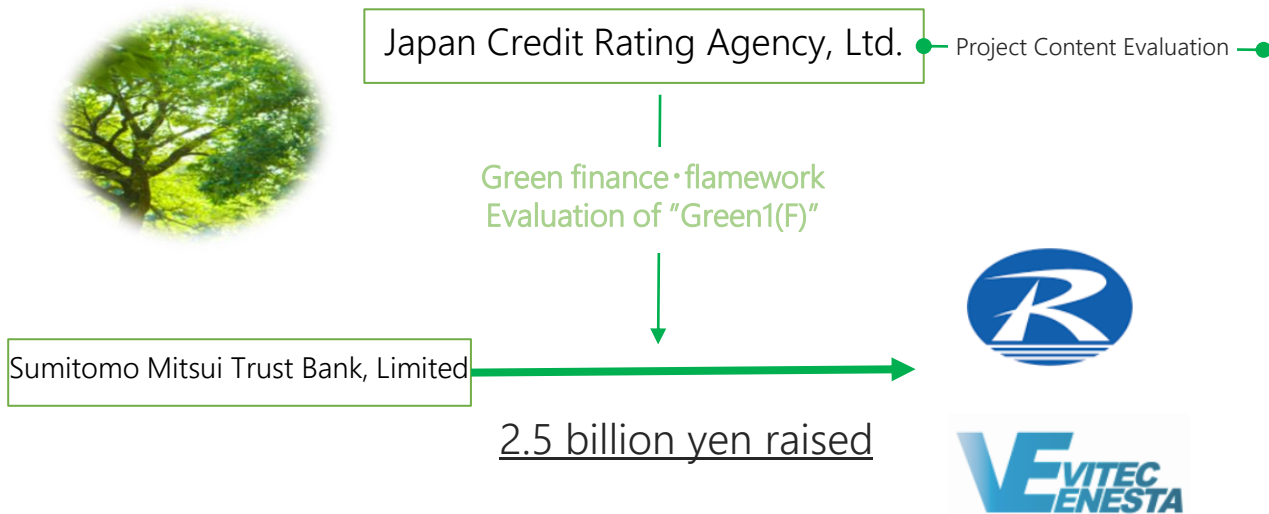 Japan Credit Rating Agency, Ltd.
Project Content Evaluation
Green finance・flamework
Evaluation of "Green1(F)"
Sumitomo Mitsui Trust Bank, Limited
2.5 billion yen raised
R
VE VITEC
ENESTA